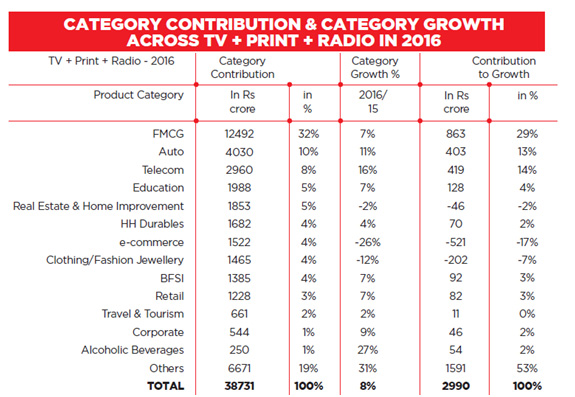 CATEGORY CONTRIBUTION & CATEGORY GROWTH
ACROSS TV + PRINT + RADIO IN 2016
TV + Print + Radio - 2016 Category Contribution Category Growth % Contribution to Growth
Product Category In Rs crore in % 2016/15 In Rs crore in %
FMCG 12492 32% 7% 863 29%
Auto 4030 10% 11% 403 13%
Telecom 2960 8% 16% 419 14%
Education 1988 5% 7% 128 4%
Real Estate & Home Improvement 1853 5% -2% -46 -2%
HH Durables 1682 4% 4% 70 2%
e-commerce 1522 4% -26% -521 -17%
Clothing/Fashion Jewellery 1465 4% -12% -202 -7%
BFSI 1385 4% 7% 92 3%
Retail 1228 3% 7% 82 3%
Travel & Tourism 661 2% 2% 11 0%
Corporate 544 1% 9% 46 2%
Alcoholic Beverages 250 1% 27% 54 2%
Others 6671 19% 31% 1591 53%
TOTAL 38731 100% 8% 2990 100%